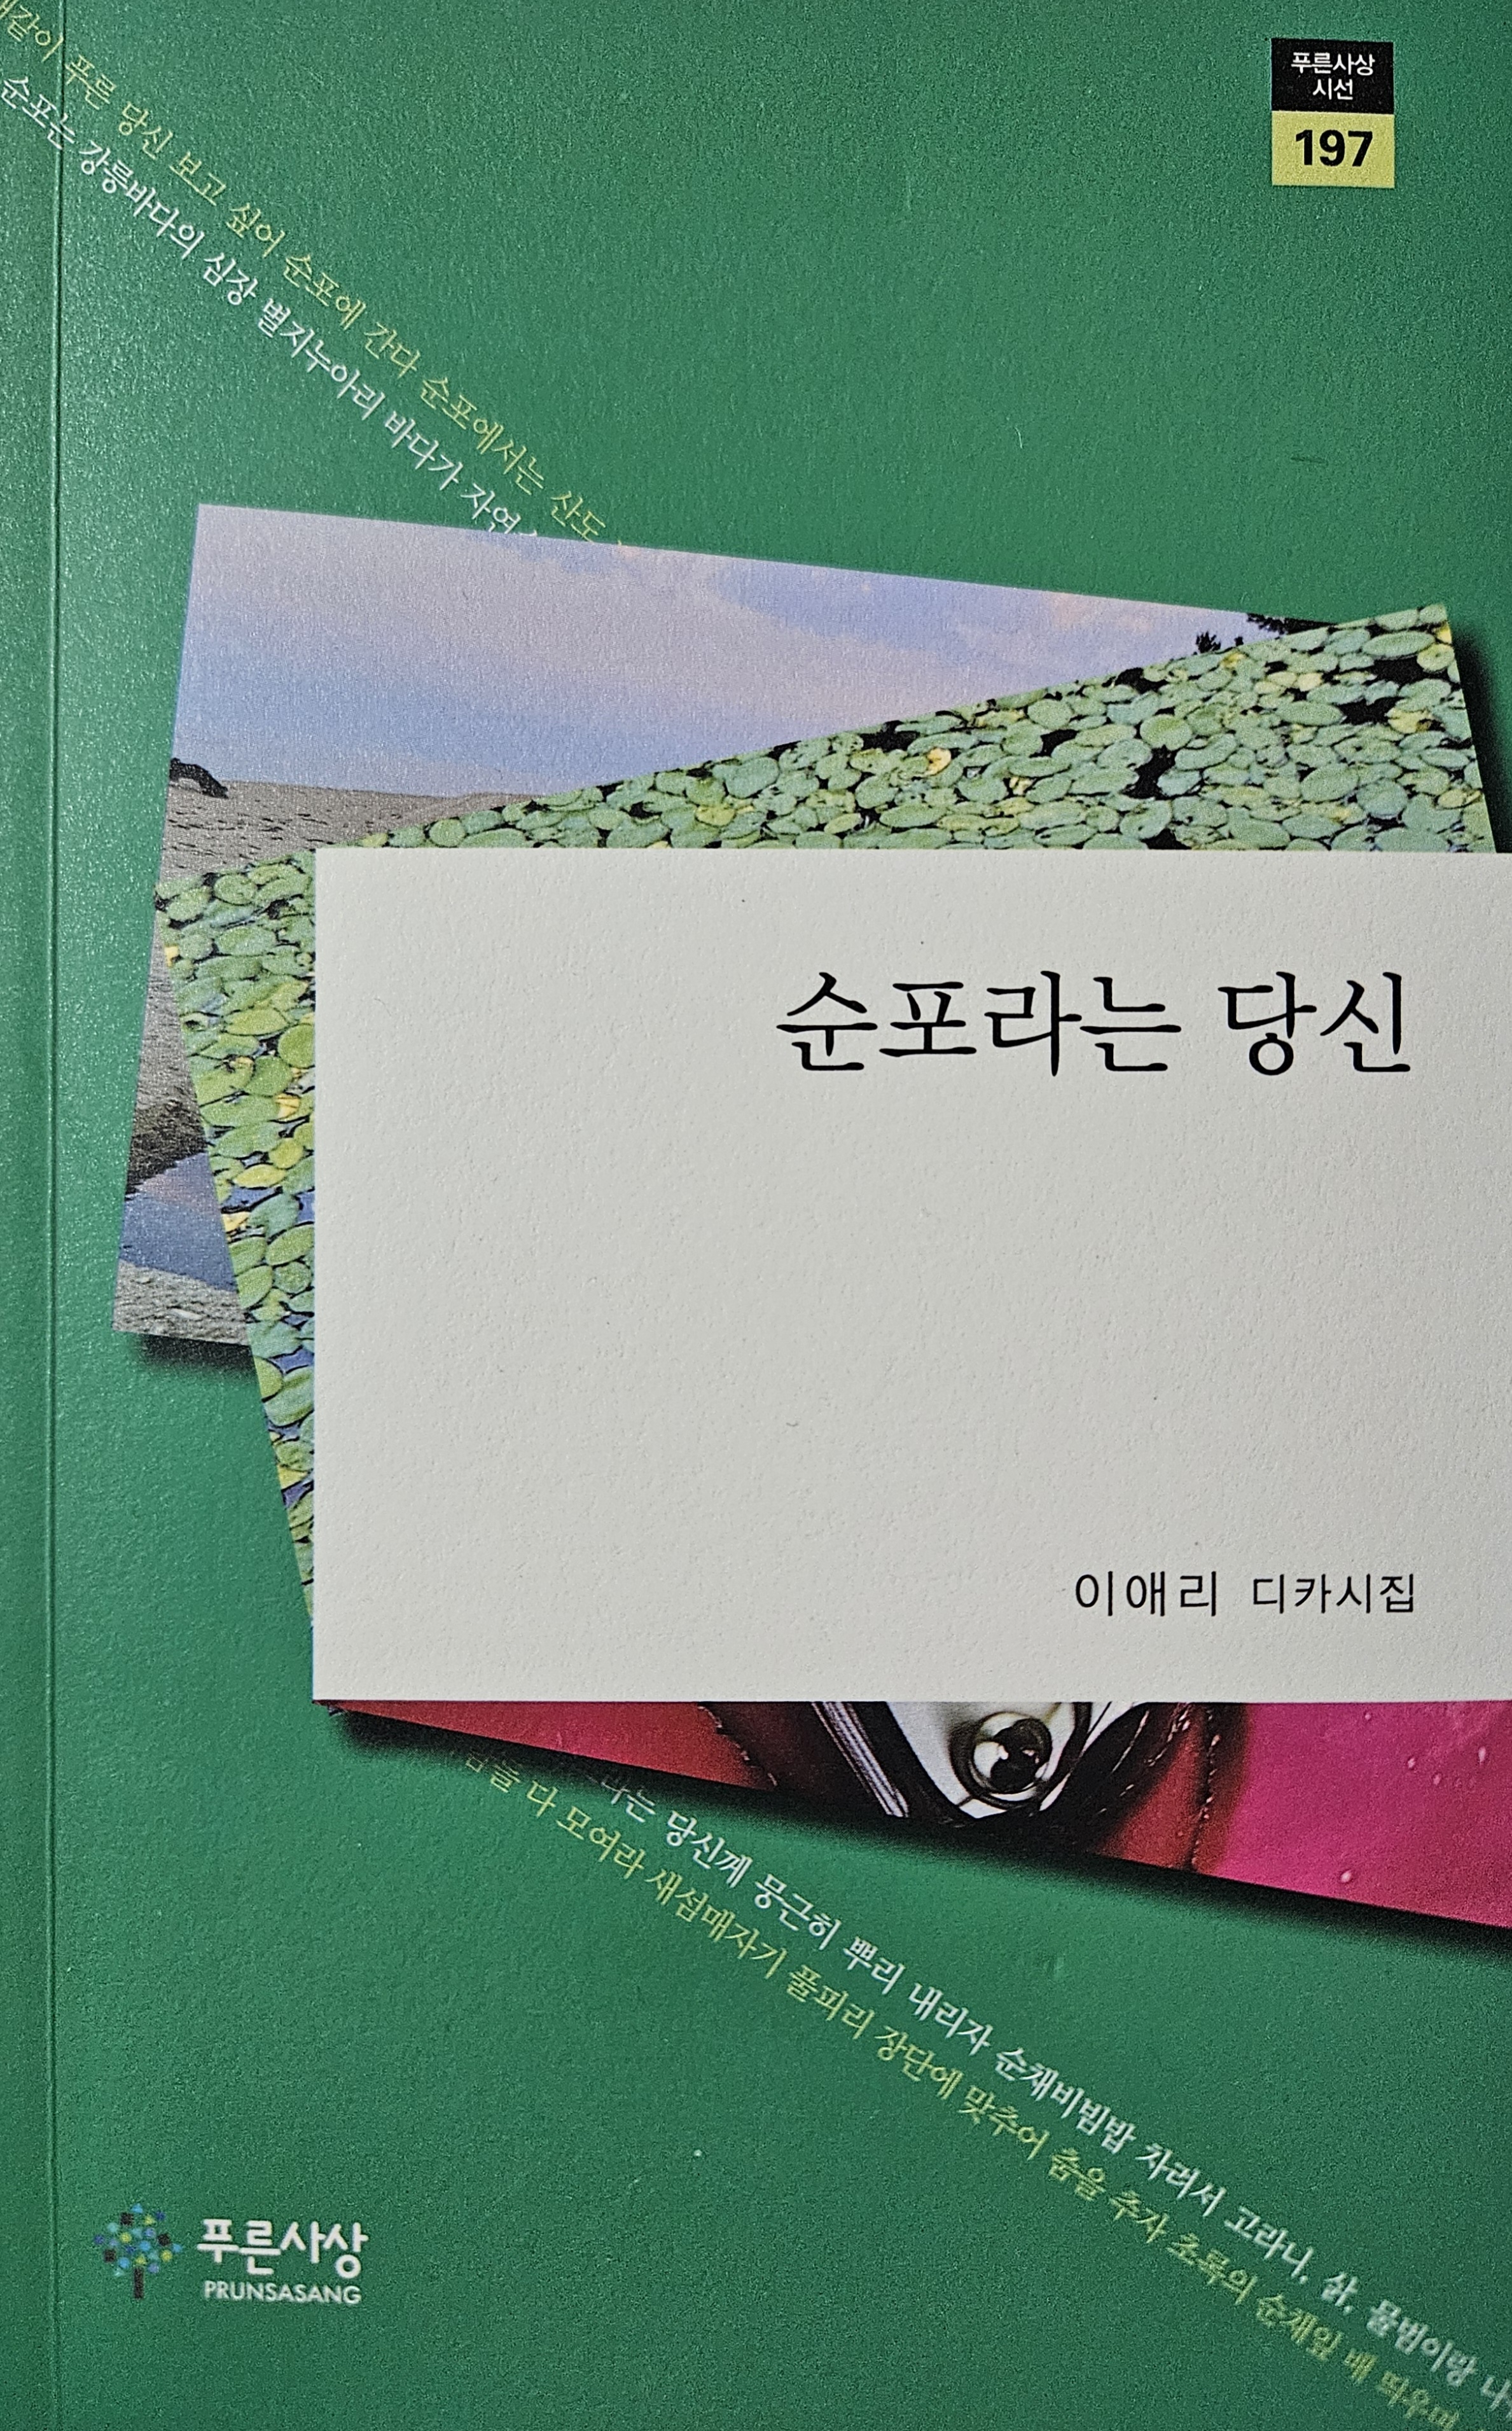 푸른사상
시선
197
같이 푸른 당신 보고 싶어 순포에 간다 순포에서는 산도
순포는 강릉바다의 심장 별지누아리 바다가 자연
순포라는 당신
이애리 디카시집
나는 당신께 뭉근히 뿌리 내리자 순채비빔밥 차려서 고라니, 삵, 물범이랑
다 모여라 새섬매자기 풀피리 장단에 맞추어 춤을 추자 초록의 순채잎 배 띄우며
푸른사상
PRUNSASANG